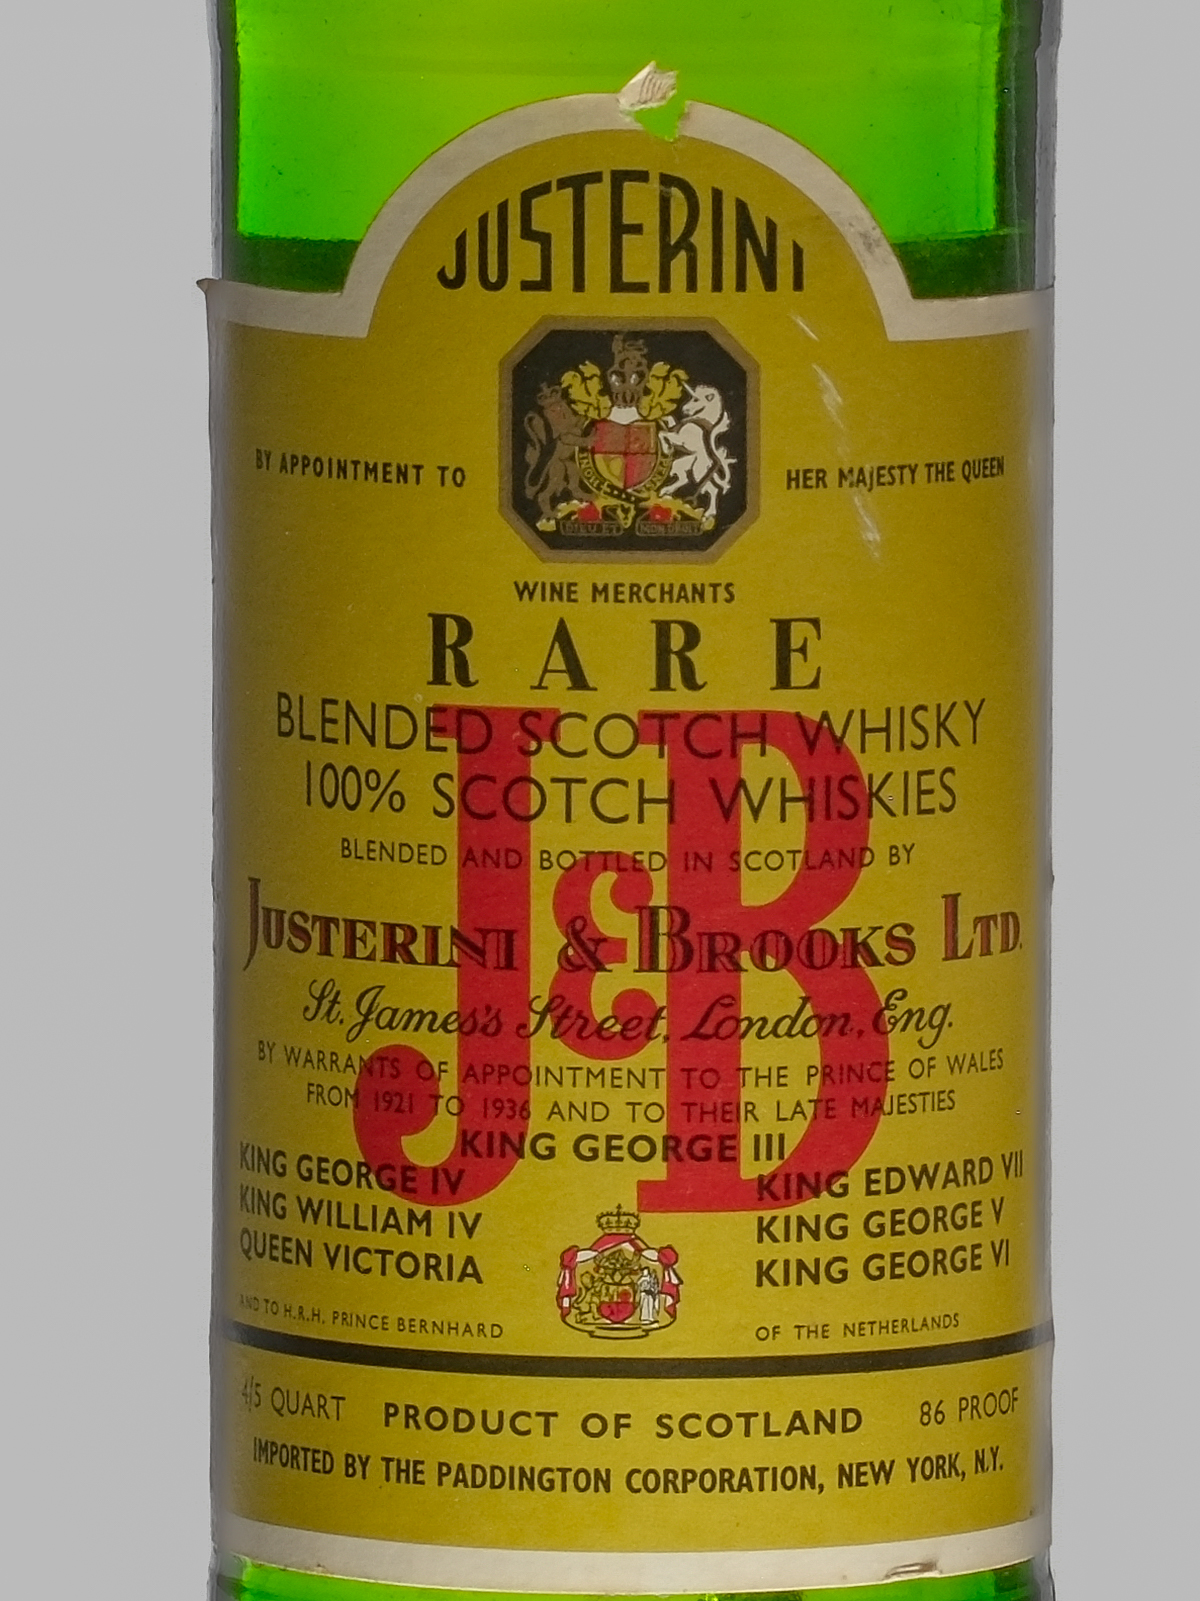 JUSTERINI
BY APPOINTMENT TO HER MAJESTY THE QUEEN
DIEU ET MON DROIT
WINE MERCHANTS
RARE
BLENDED SCOTCH WHISKY
100% SCOTCH WHISKIES
BLENDED AND BOTTLED IN SCOTLAND BY
J&B
JUSTERINI & BROOKS LTD.
St. James's Street, London, Eng.
BY WARRANTS OF APPOINTMENT TO THE PRINCE OF WALES
FROM 1921 TO 1936 AND TO THEIR LATE MAJESTIES
KING GEORGE III
KING GEORGE IV KING EDWARD VII
KING WILLIAM IV KING GEORGE V
QUEEN VICTORIA KING GEORGE VI
AND TO H.R.H. PRINCE BERNHARD OF THE NETHERLANDS
4/5 QUART PRODUCT OF SCOTLAND 86 PROOF
IMPORTED BY THE PADDINGTON CORPORATION, NEW YORK, N.Y.